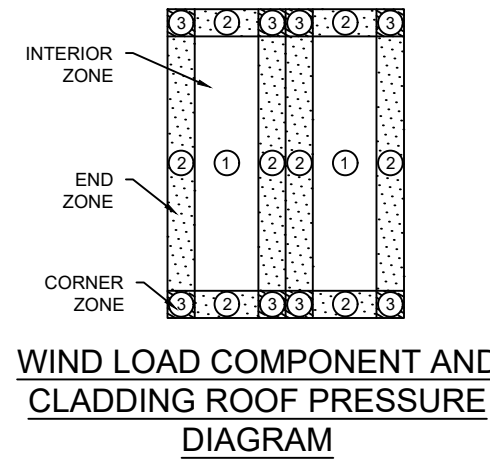 3 2 3 3 2 3
INTERIOR
ZONE
2 1 2 2 1 2
END
ZONE
CORNER
ZONE
3 2 3 3 2 3
WIND LOAD COMPONENT AND
CLADDING ROOF PRESSURE
DIAGRAM